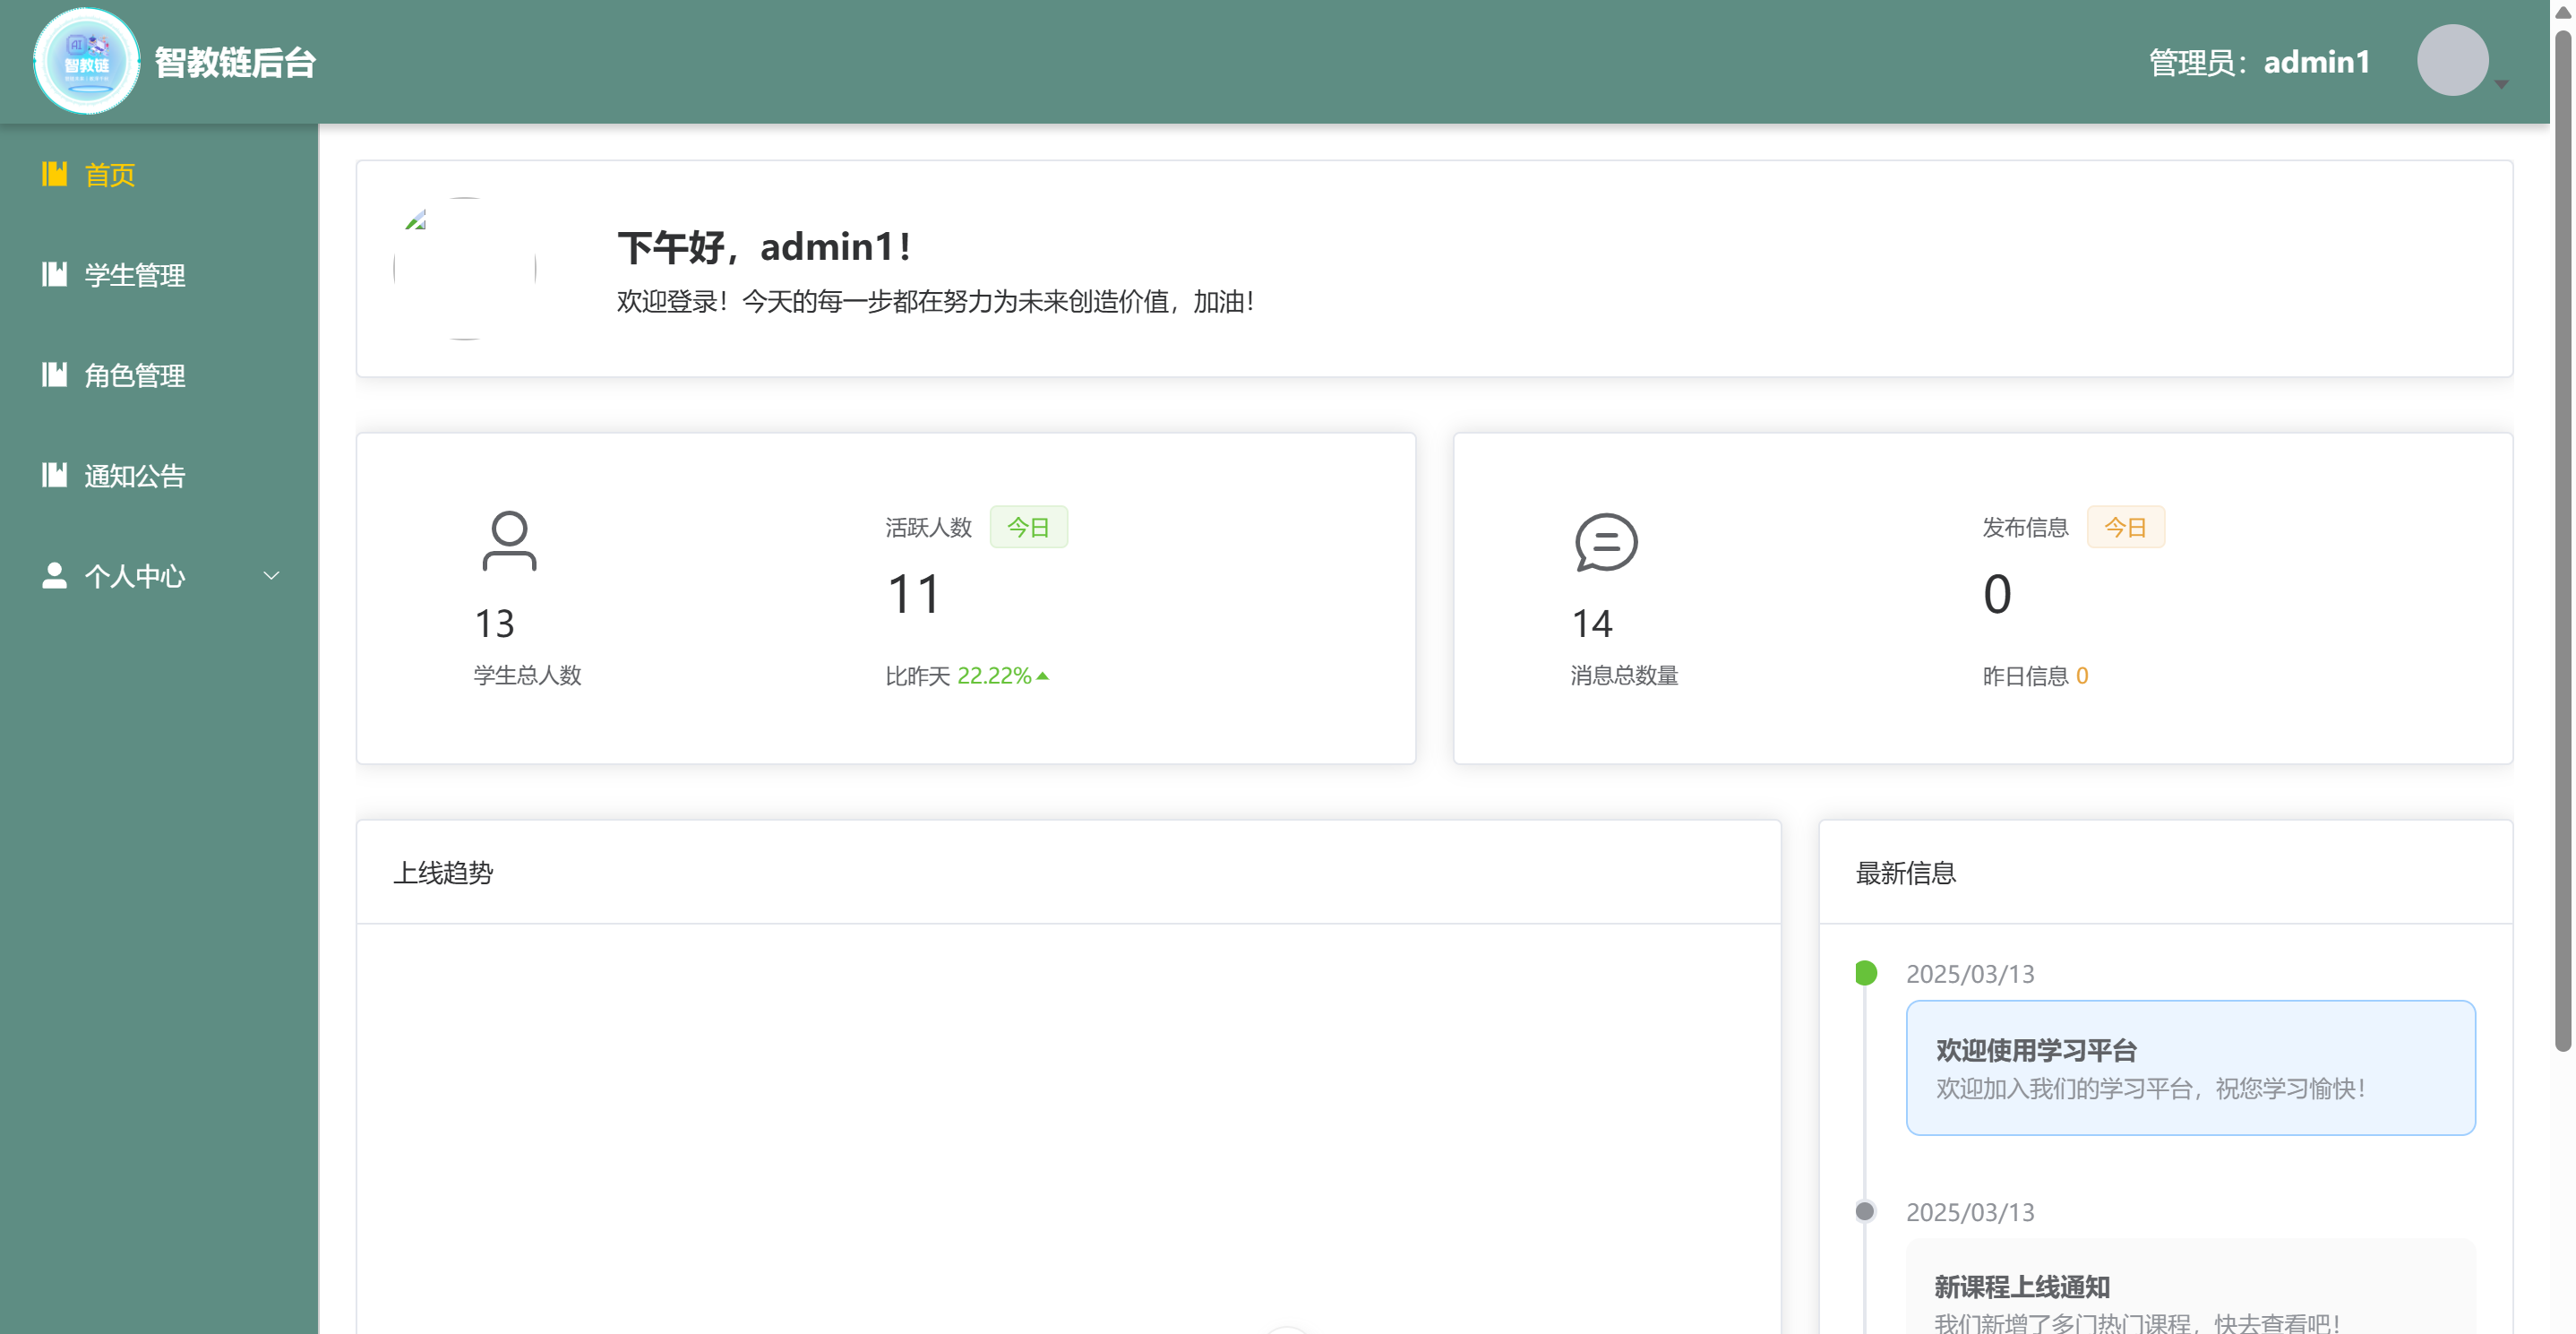 AI
智教链
智教链后台
管理员：admin1
首页
学生管理
角色管理
通知公告
个人中心
下午好，admin1！
欢迎登录！今天的每一步都在努力为未来创造价值，加油！
13
学生总人数
活跃人数 今日
11
比昨天 22.22%
14
消息总数量
发布信息 今日
0
昨日信息 0
上线趋势
最新信息
2025/03/13
欢迎使用学习平台
欢迎加入我们的学习平台，祝您学习愉快！
2025/03/13
新课程上线通知
我们新增了多门热门课程，快去查看吧！